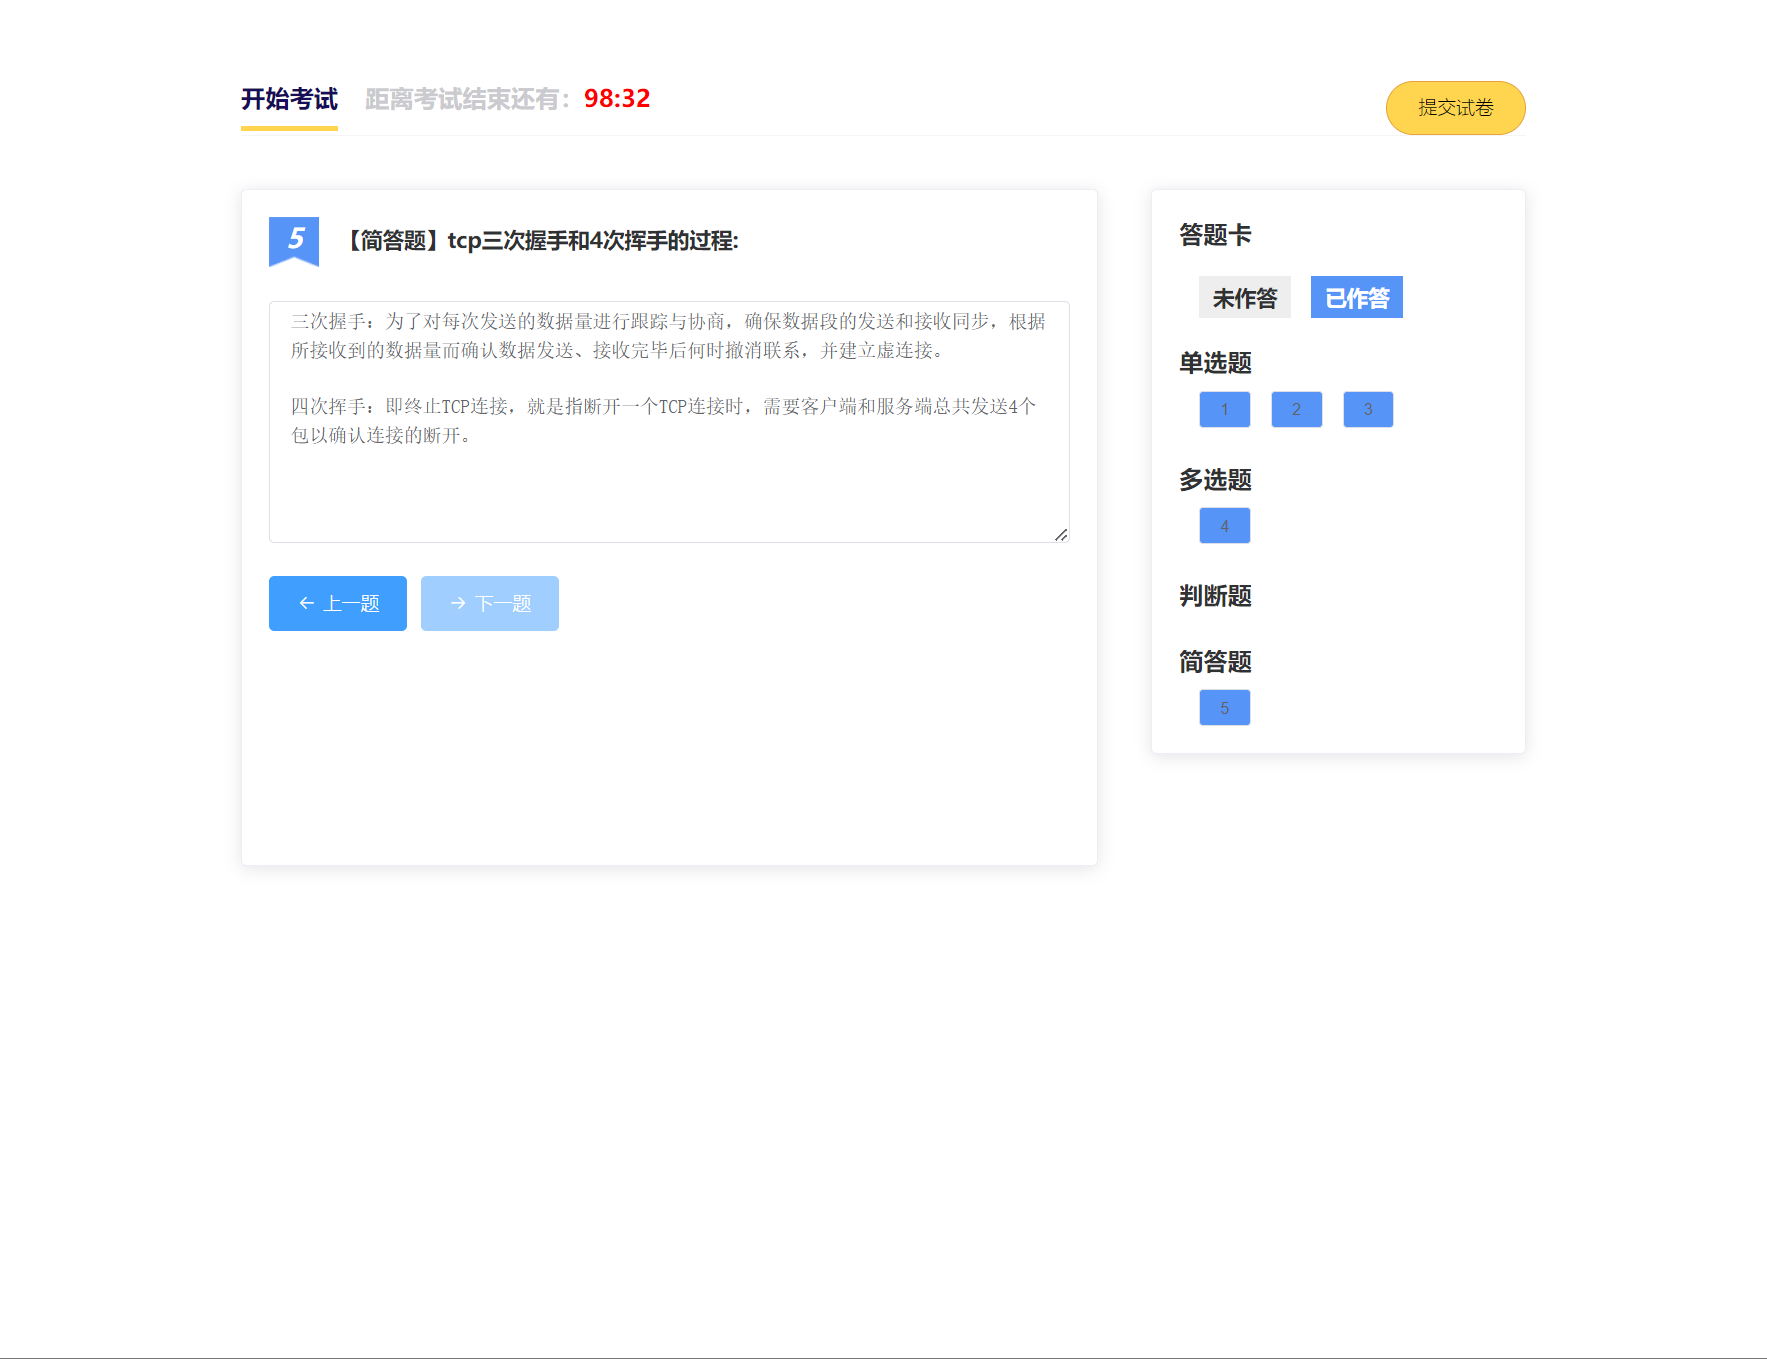 开始考试
距离考试结束还有：98:32
提交试卷
5
【简答题】tcp三次握手和4次挥手的过程:
三次握手：为了对每次发送的数据量进行跟踪与协商，确保数据段的发送和接收同步，根据
所接收到的数据量而确认数据发送、接收完毕后何时撤消联系，并建立虚连接。
四次挥手：即终止TCP连接，就是指断开一个TCP连接时，需要客户端和服务端总共发送4个
包以确认连接的断开。
← 上一题
→ 下一题
答题卡
未作答
已作答
单选题
1
2
3
多选题
4
判断题
简答题
5